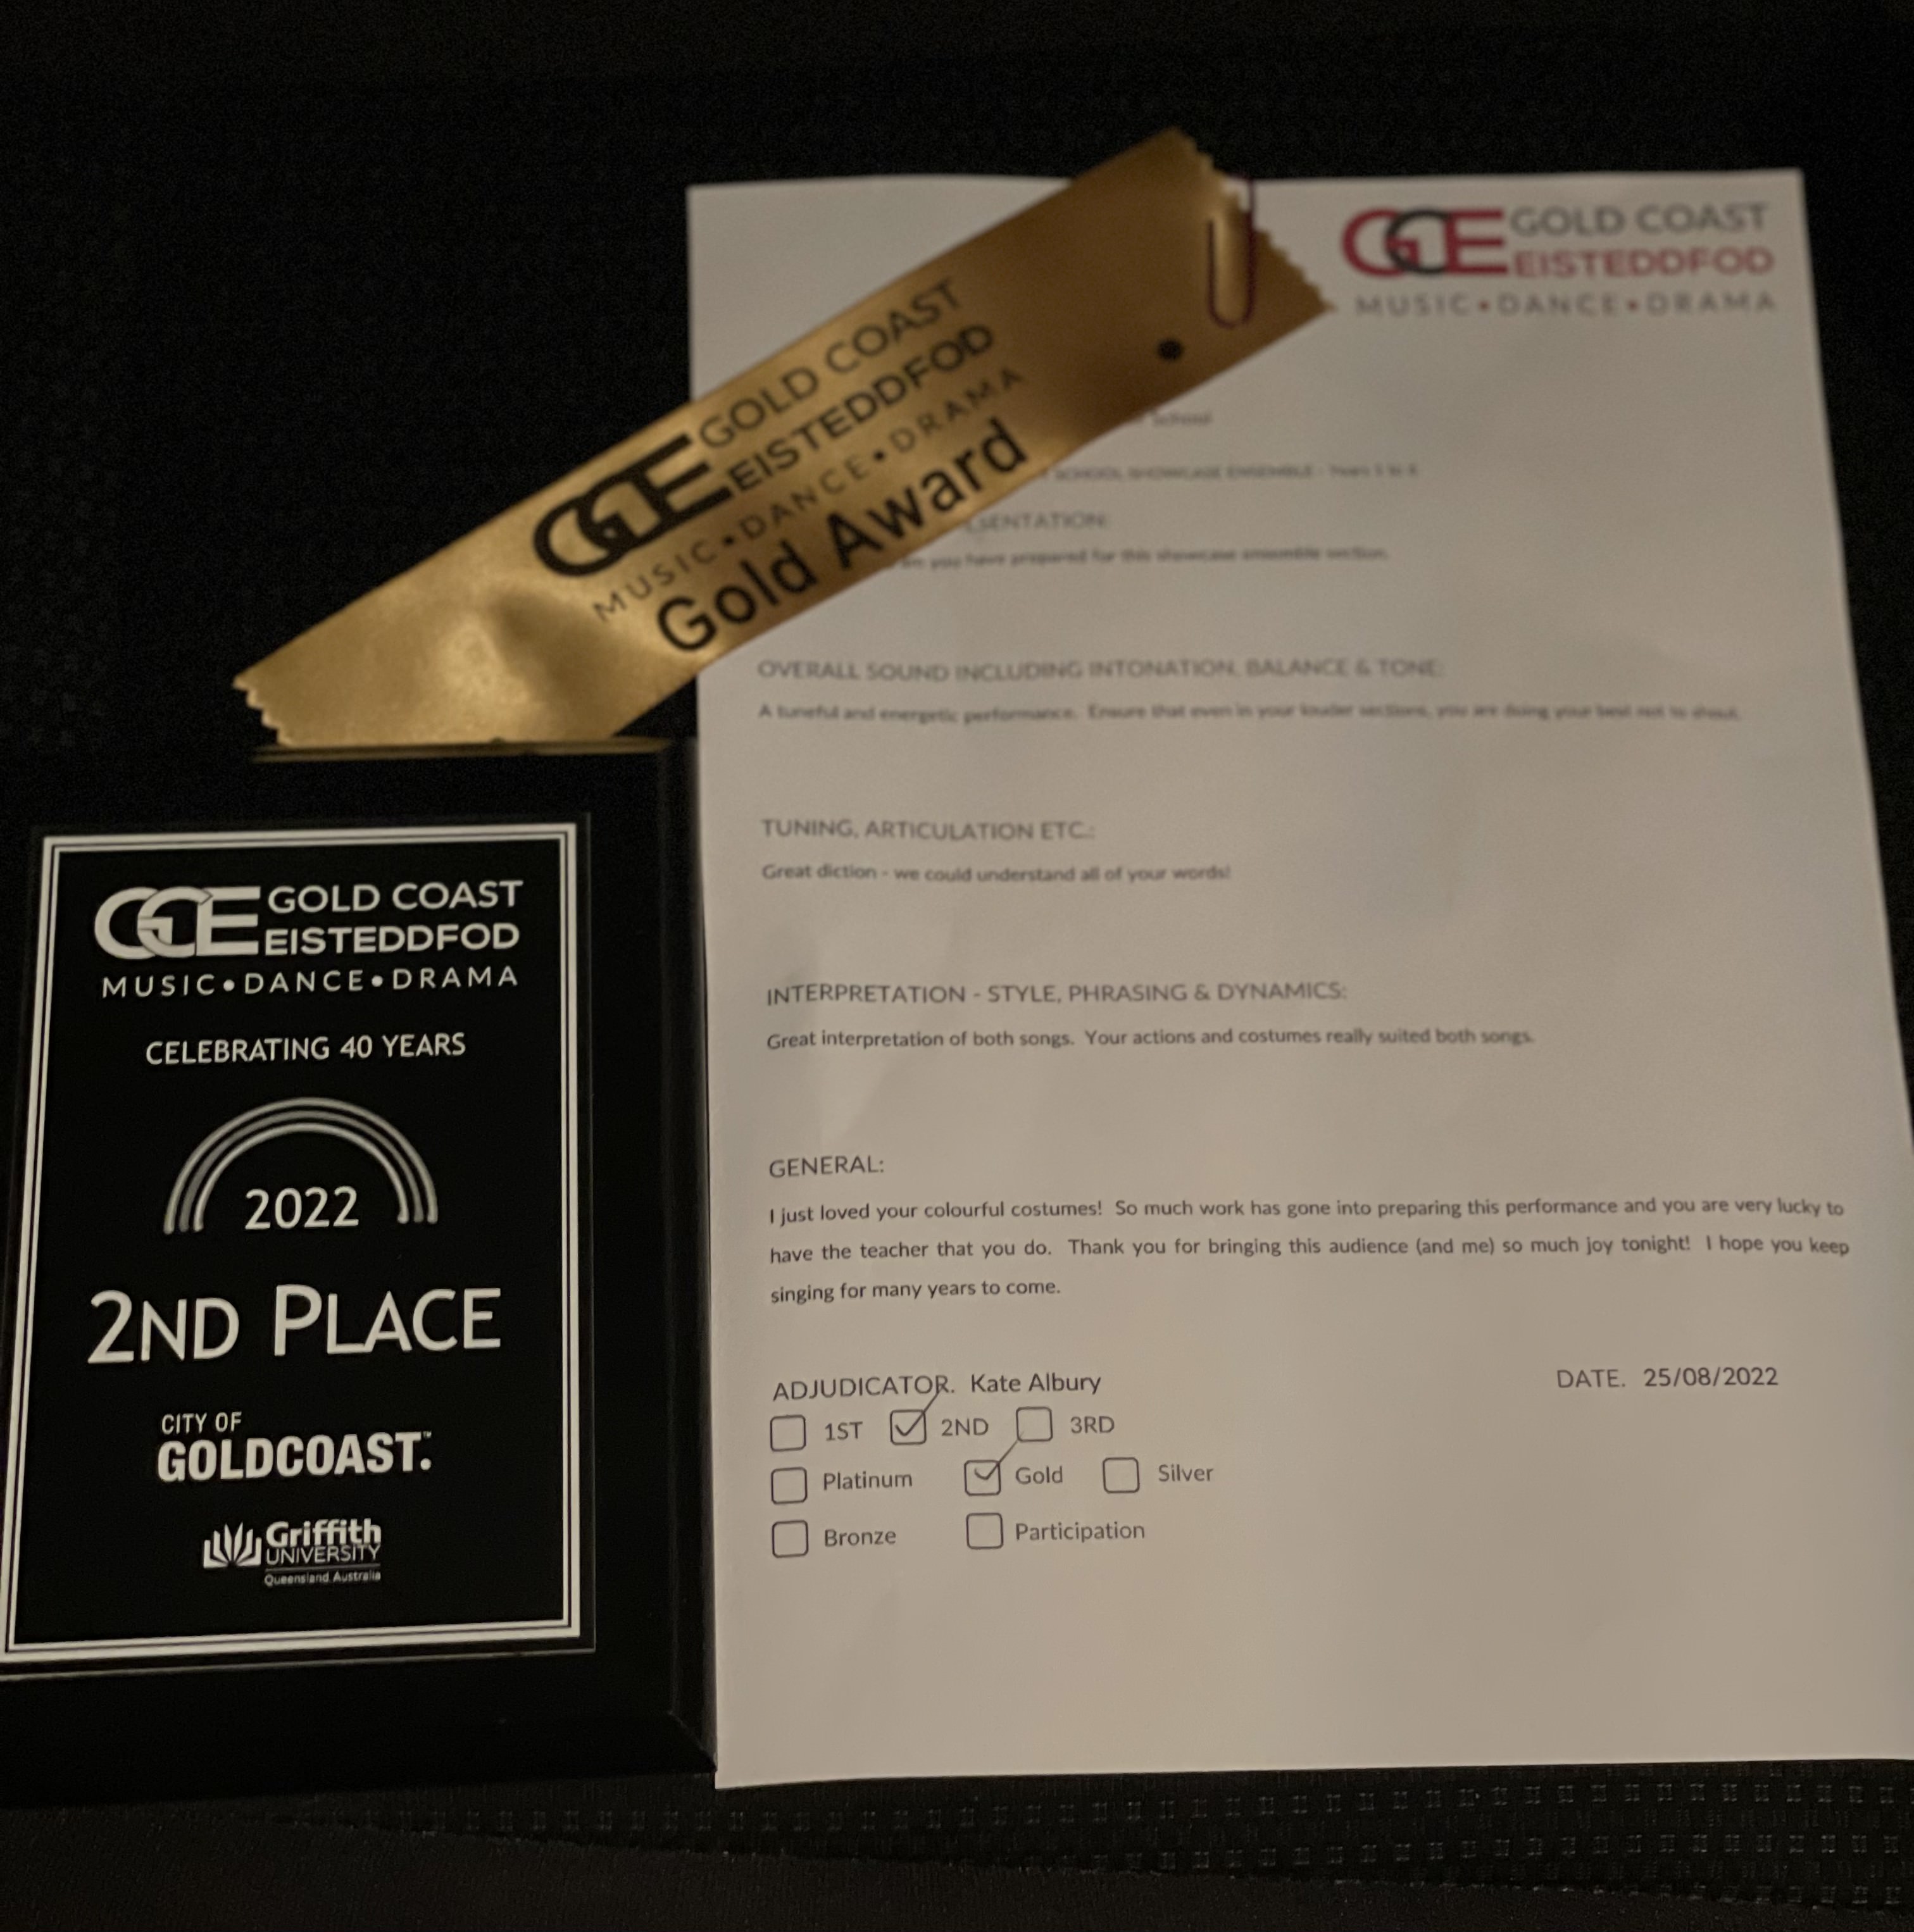 GCE GOLD COAST
EISTEDDFOD
MUSIC•DANCE•DRAMA
Gold Award
GCE GOLD COAST
EISTEDDFOD
MUSIC•DANCE•DRAMA
School
SCHOOL SHOWCASE ENSEMBLE - Years
SENTATION:
you have prepared for this showcase ensemble section.
OVERALL SOUND INCLUDING INTONATION, BALANCE & TONE:
A tuneful and energetic performance. Ensure that even in your louder sections, you are doing your best not to shout.
TUNING, ARTICULATION ETC.:
Great diction - we could understand all of your words!
INTERPRETATION - STYLE, PHRASING & DYNAMICS:
Great interpretation of both songs. Your actions and costumes really suited both songs.
GENERAL:
I just loved your colourful costumes! So much work has gone into preparing this performance and you are very lucky to
have the teacher that you do. Thank you for bringing this audience (and me) so much joy tonight! I hope you keep
singing for many years to come.
ADJUDICATOR. Kate Albury
DATE. 25/08/2022
1ST 2ND 3RD
Platinum Gold Silver
Bronze Participation
GCE GOLD COAST
EISTEDDFOD
MUSIC•DANCE•DRAMA
CELEBRATING 40 YEARS
2022
2ND PLACE
CITY OF
GOLDCOAST.™
Griffith
UNIVERSITY
Queensland, Australia